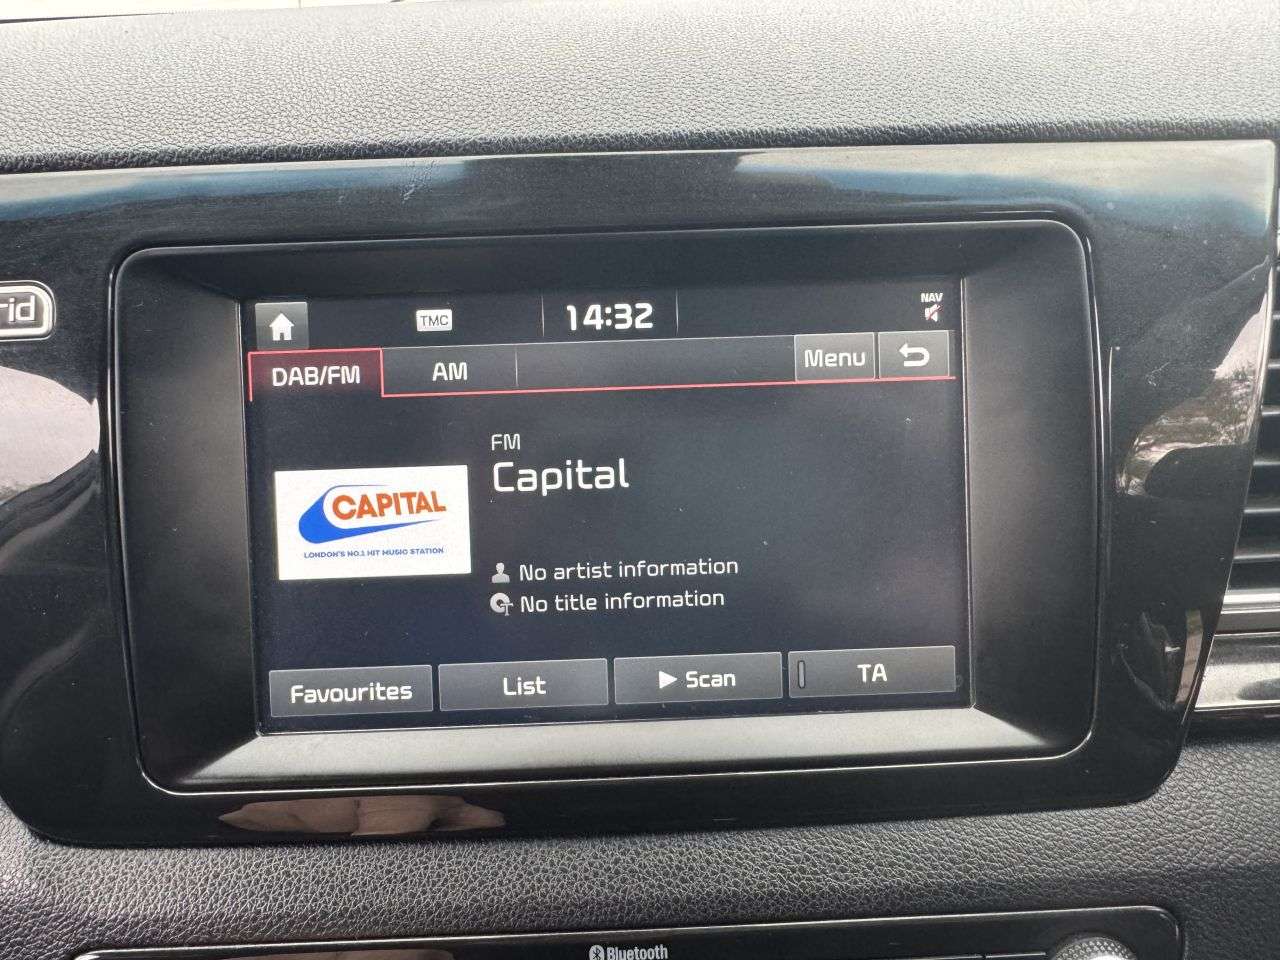 rid
TMC
14:32
NAV
DAB/FM
AM
Menu
FM
Capital
CAPITAL
LONDON'S NO.1 HIT MUSIC STATION
No artist information
No title information
Favourites
List
Scan
TA
Bluetooth